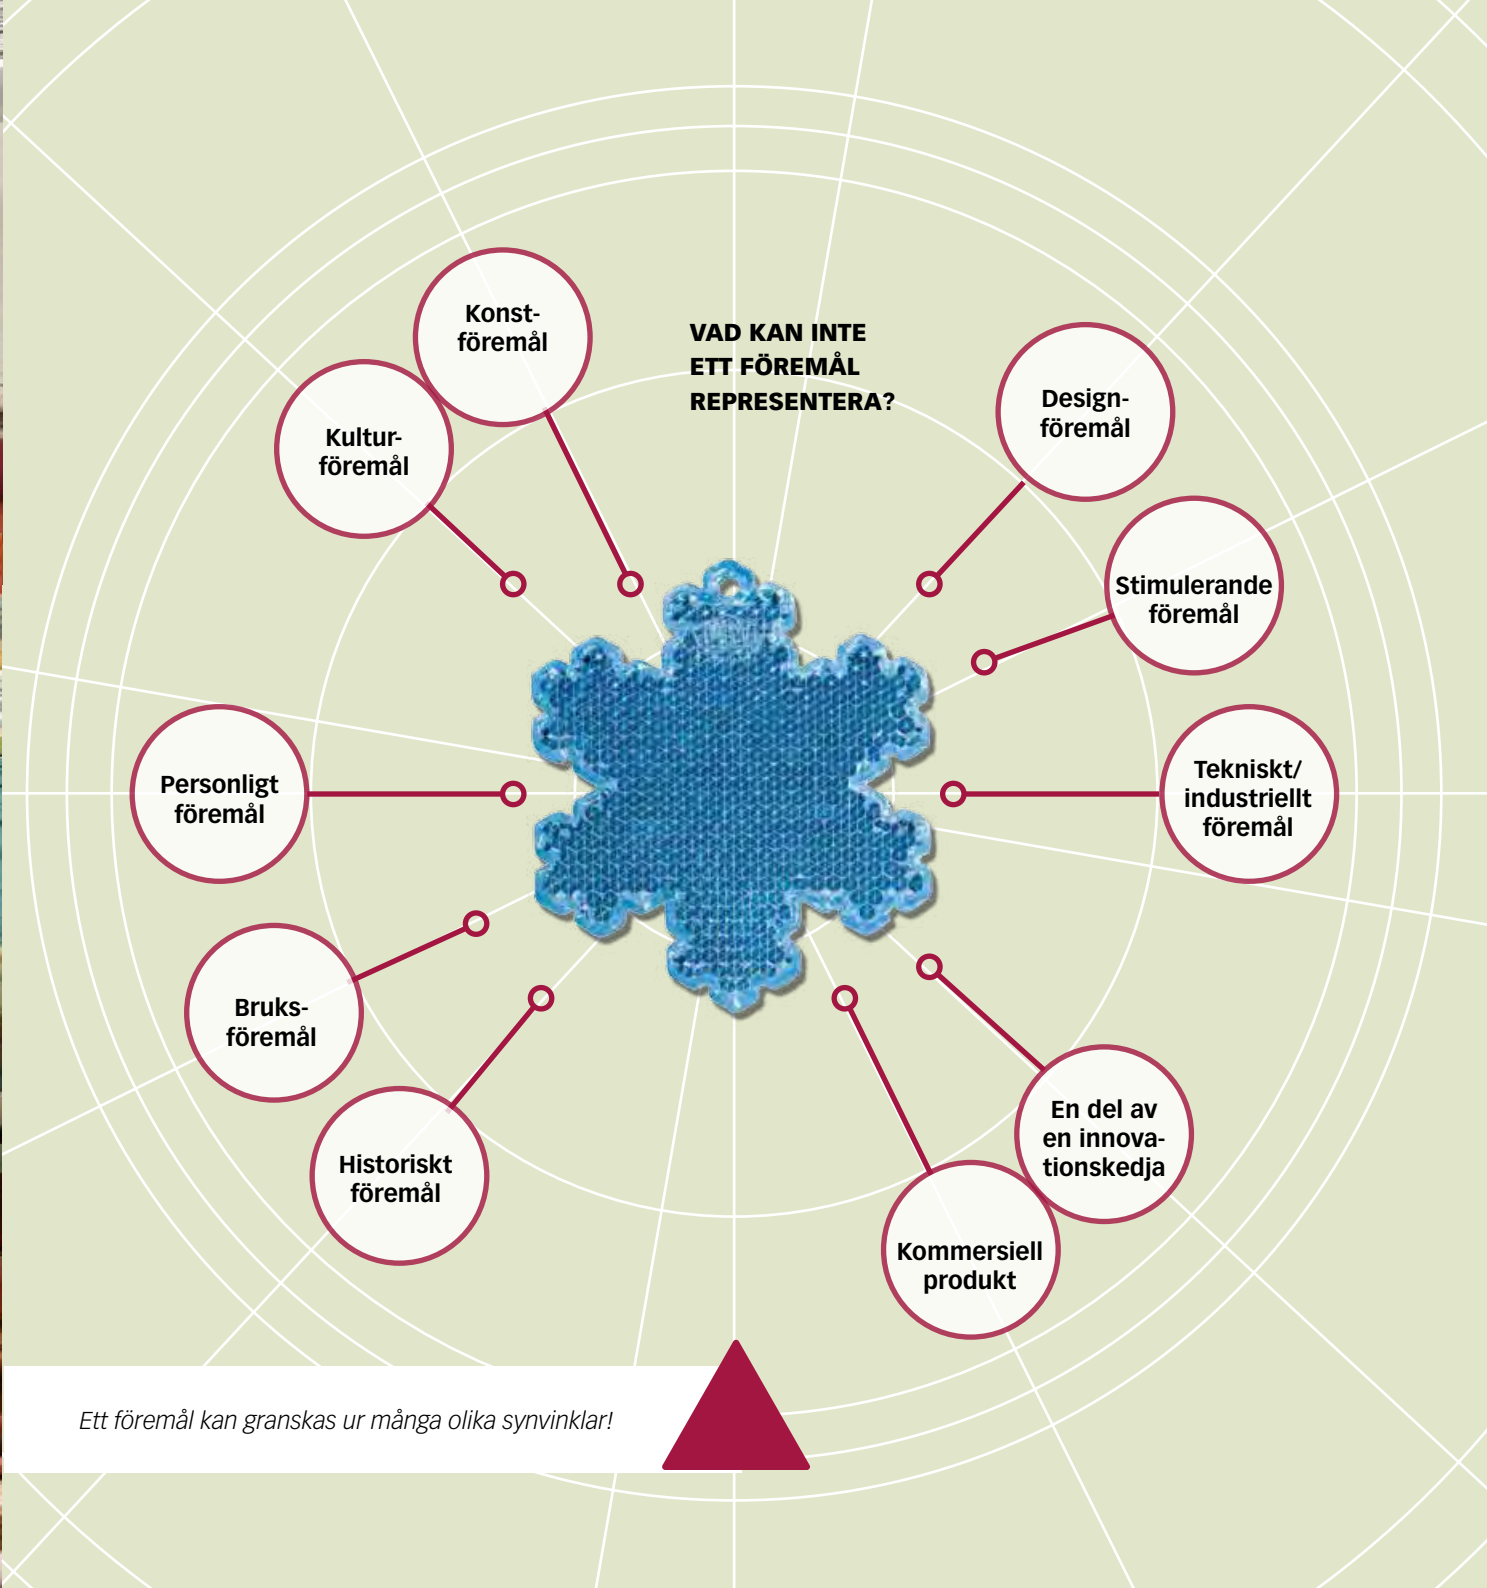 VAD KAN INTE
ETT FÖREMÅL
REPRESENTERA?
Konst-
föremål
Kultur-
föremål
Design-
föremål
Stimulerande
föremål
Personligt
föremål
Tekniskt/
industriellt
föremål
Bruks-
föremål
Historiskt
föremål
En del av
en innova-
tionskedja
Kommersiell
produkt
Ett föremål kan granskas ur många olika synvinklar!